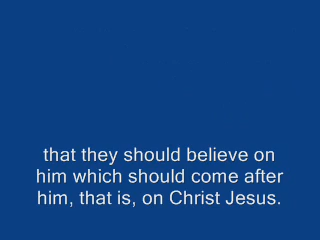 that they should believe on
him which should come after
him, that is, on Christ Jesus.